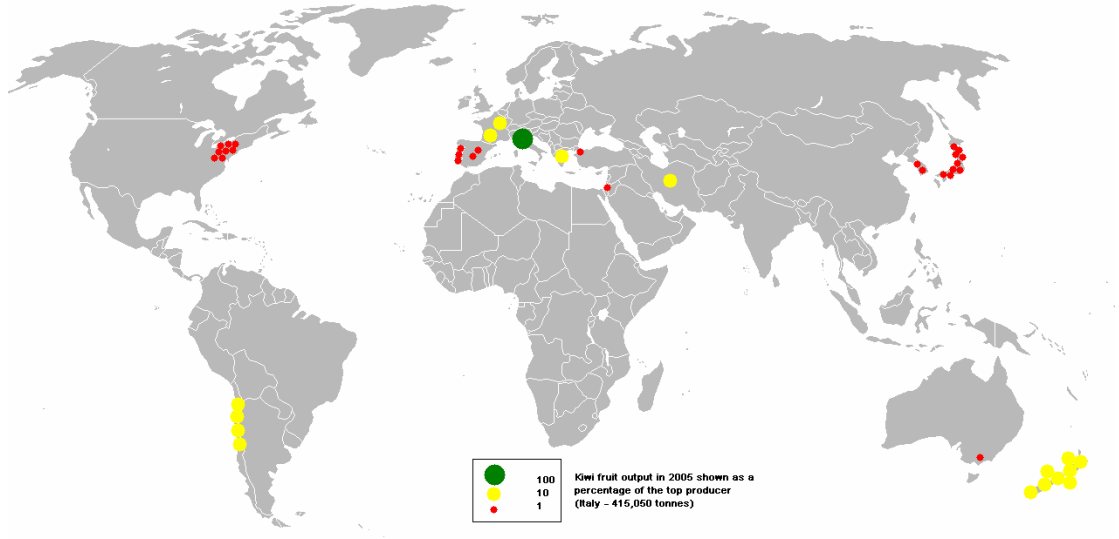 100
10
1
Kiwi fruit output in 2005 shown as a
percentage of the top producer
(Italy - 415,050 tonnes)